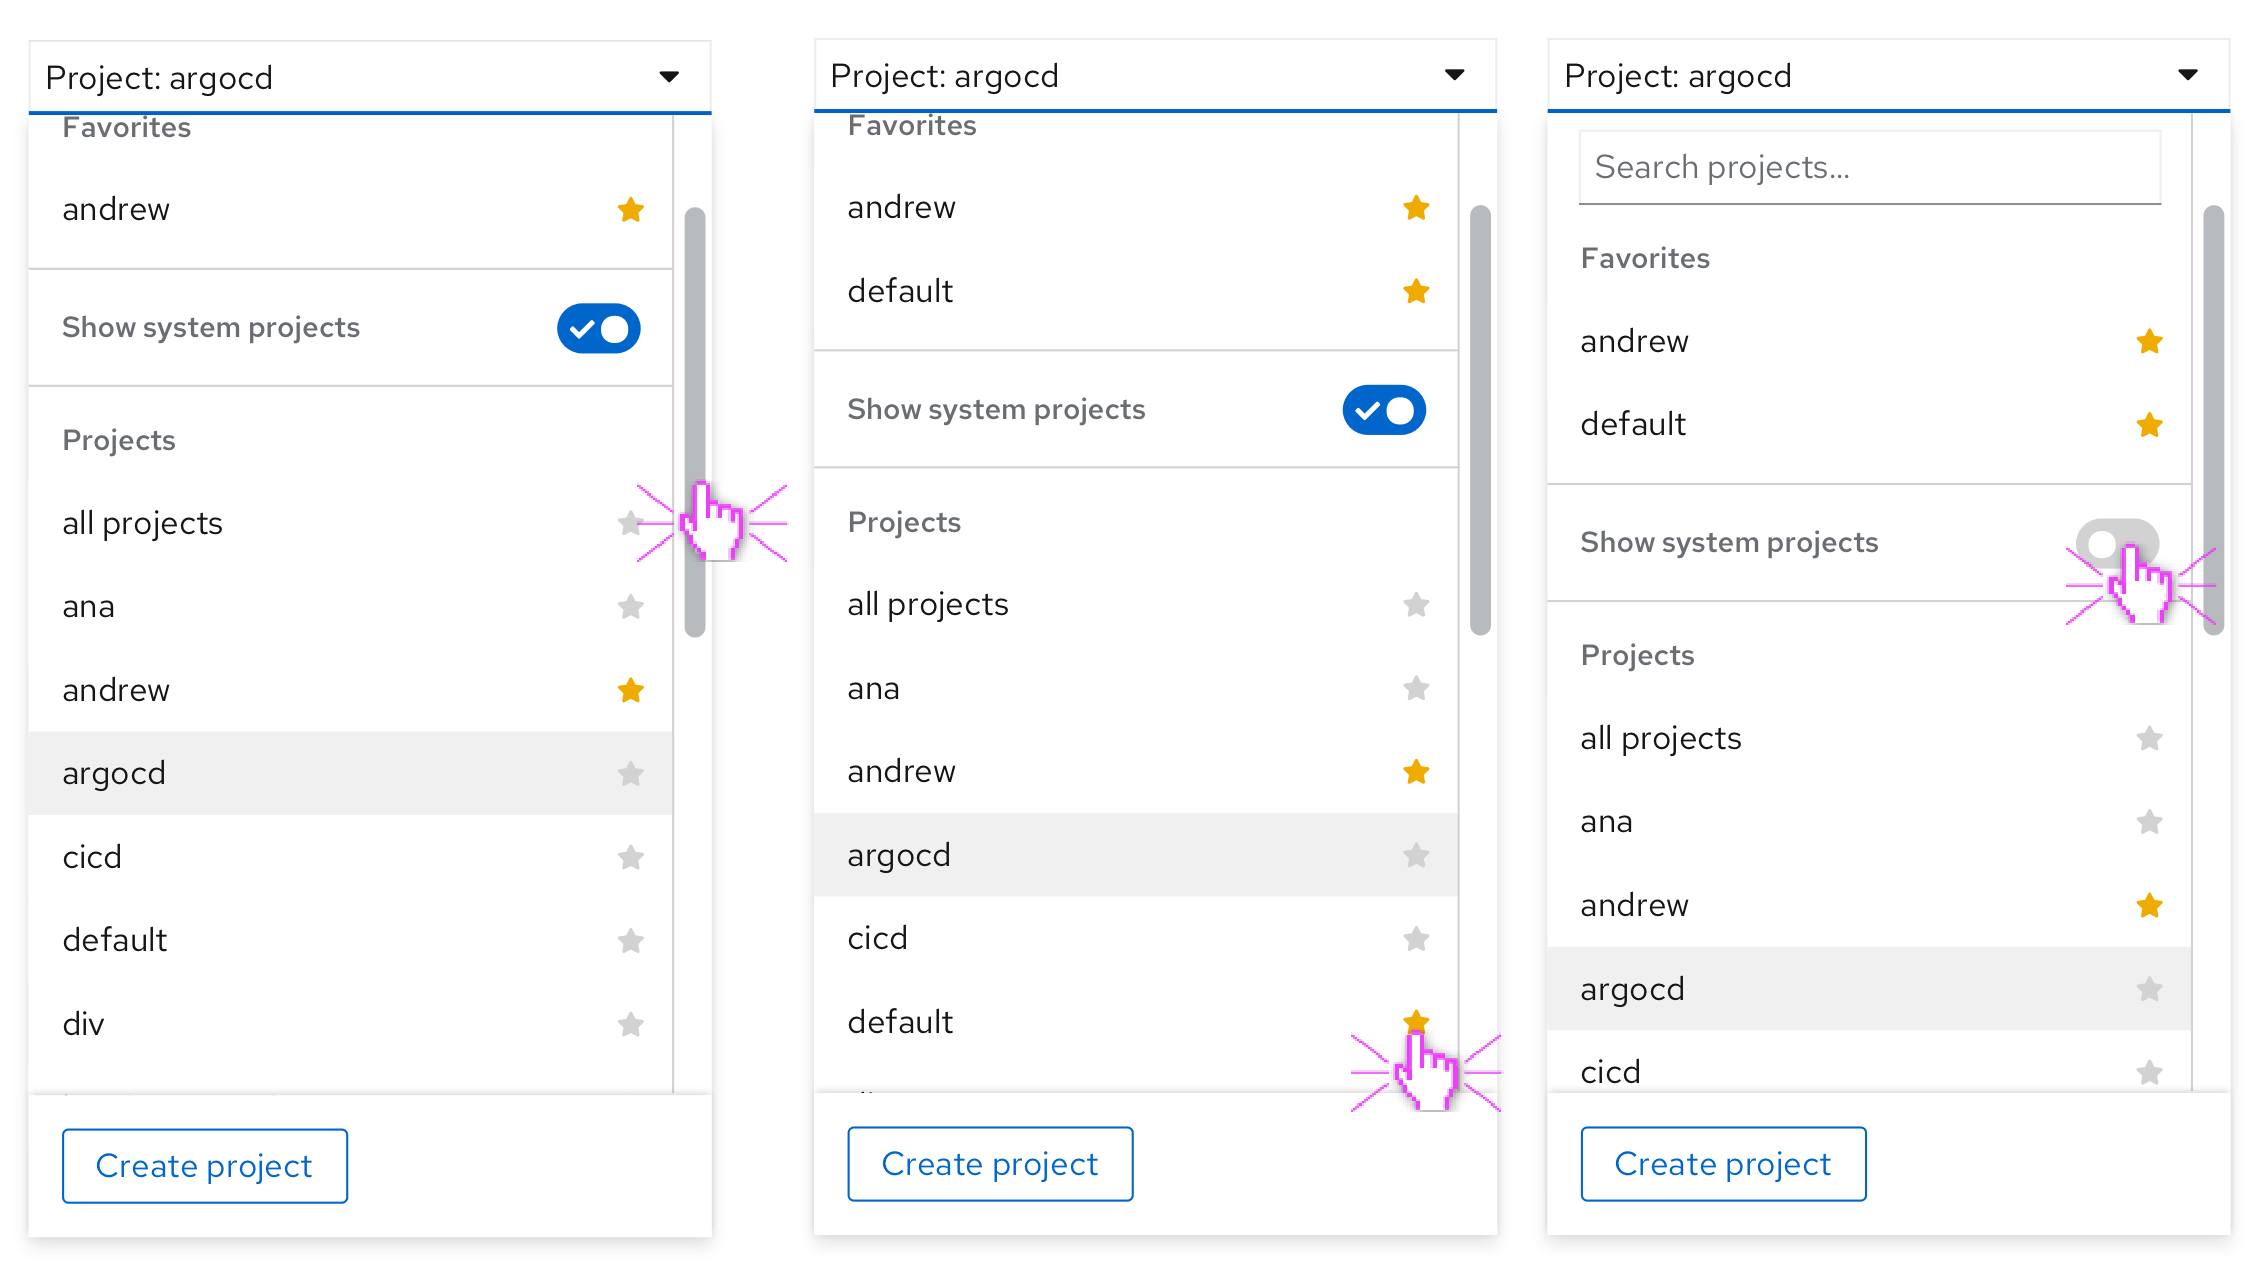 Project: argocd
Favorites
andrew
Show system projects
Projects
all projects
ana
andrew
argocd
cicd
default
div
Create project
Project: argocd
Favorites
andrew
default
Show system projects
Projects
all projects
ana
andrew
argocd
cicd
default
Create project
Project: argocd
Search projects...
Favorites
andrew
default
Show system projects
Projects
all projects
ana
andrew
argocd
cicd
Create project